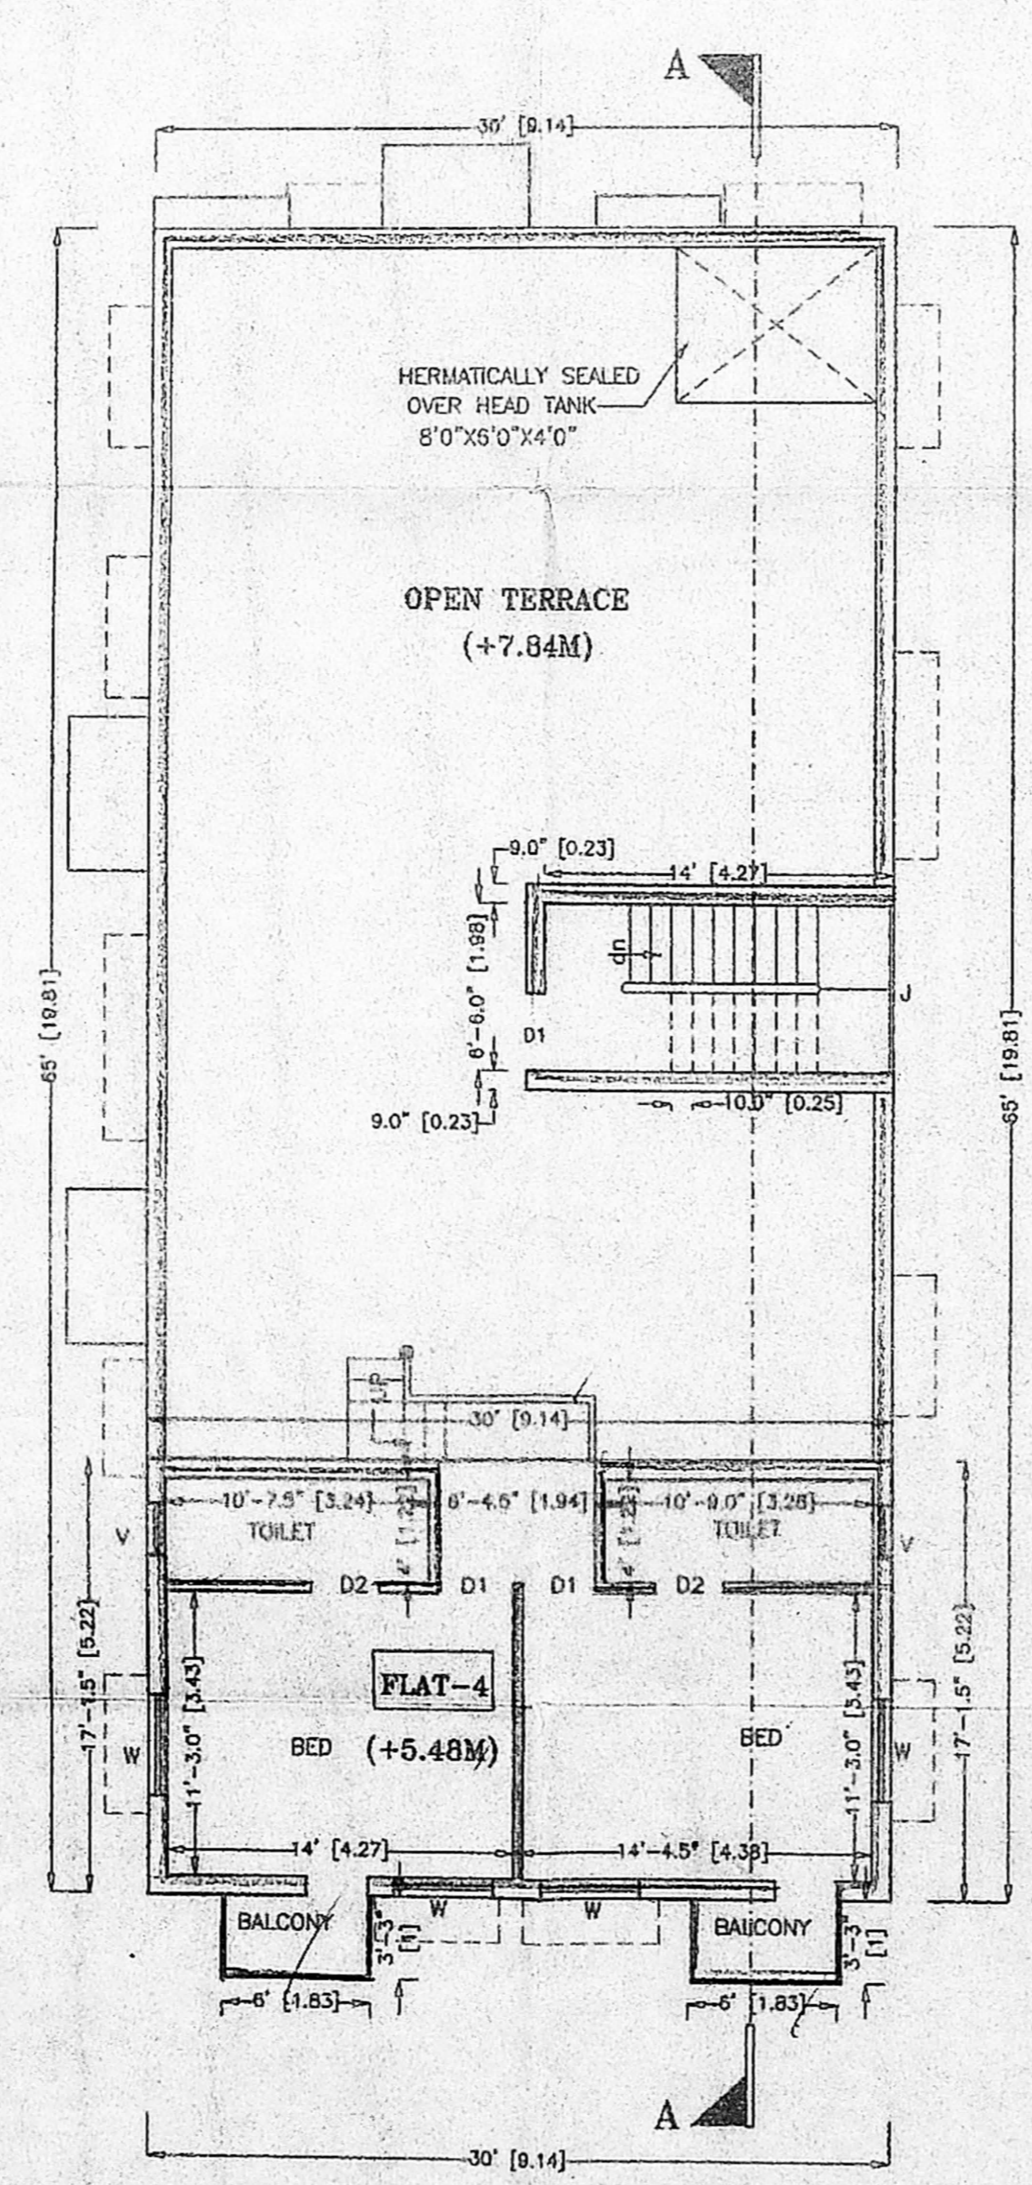 A
30' [9.14]
HERMATICALLY SEALED
OVER HEAD TANK
8'0"X6'0"X4'0"
OPEN TERRACE
(+7.84M)
9.0" [0.23]
14' [4.27]
6'-6.0" [1.98]
dn
D1
J
65' [19.81]
65' [19.81]
10.0" [0.25]
9.0" [0.23]
UP
30' [9.14]
10'-7.5" [3.24]
6'-4.5" [1.94]
10'-9.0" [3.28]
TOILET
TOILET
V
V
D2
D1
D1
D2
17'-1.5" [5.22]
11'-3.0" [3.43]
FLAT-4
11'-3.0" [3.43]
17'-1.5" [5.22]
BED
(+5.48M)
BED
W
W
14' [4.27]
14'-4.5" [4.38]
W
W
BALCONY
3'-3" [1]
BALCONY
3'-3" [1]
6' [1.83]
6' [1.83]
A
30' [9.14]